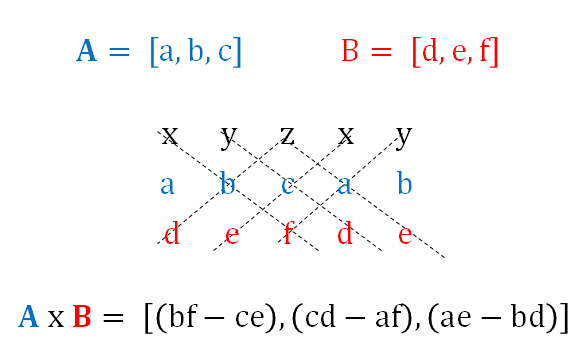 A = [a, b, c] B = [d, e, f]
x y z x y
a b c a b
d e f d e
A x B = [(bf − ce), (cd − af), (ae − bd)]